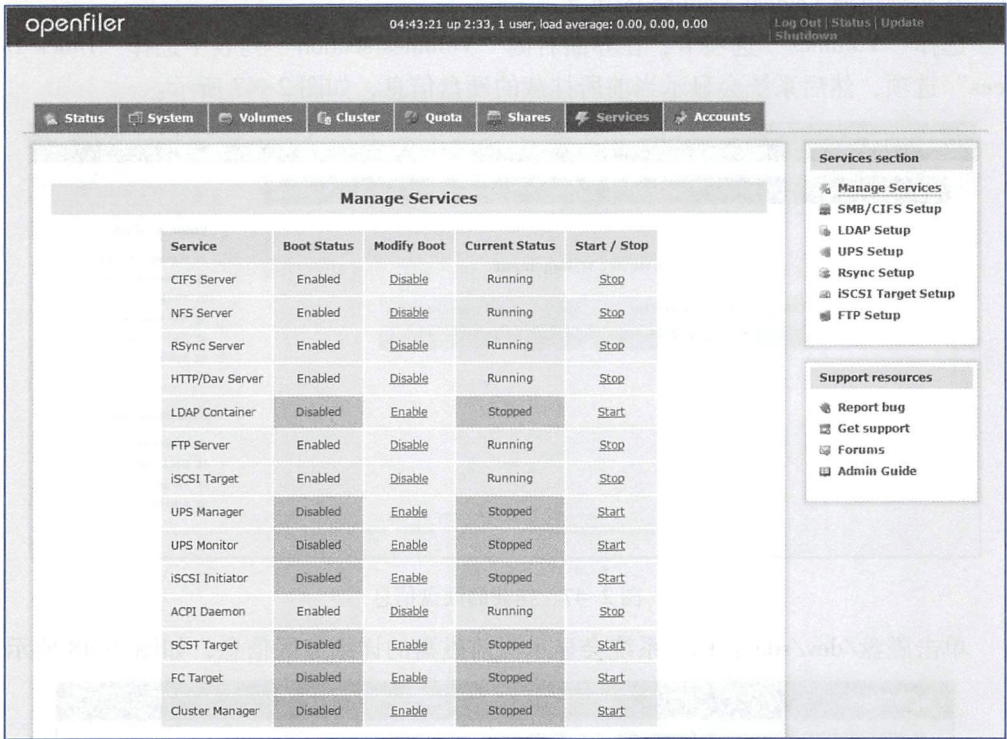 openfiler
04:43:21 up 2:33, 1 user, load average: 0.00, 0.00, 0.00
Log Out | Status | Update
| Shutdown
Status System Volumes Cluster Quota Shares Services Accounts
Manage Services
Service Boot Status Modify Boot Current Status Start / Stop
CIFS Server Enabled Disable Running Stop
NFS Server Enabled Disable Running Stop
RSync Server Enabled Disable Running Stop
HTTP/Dav Server Enabled Disable Running Stop
LDAP Container Disabled Enable Stopped Start
FTP Server Enabled Disable Running Stop
iSCSI Target Enabled Disable Running Stop
UPS Manager Disabled Enable Stopped Start
UPS Monitor Disabled Enable Stopped Start
iSCSI Initiator Disabled Enable Stopped Start
ACPI Daemon Enabled Disable Running Stop
SCST Target Disabled Enable Stopped Start
FC Target Disabled Enable Stopped Start
Cluster Manager Disabled Enable Stopped Start
Services section
Manage Services
SMB/CIFS Setup
LDAP Setup
UPS Setup
Rsync Setup
iSCSI Target Setup
FTP Setup
Support resources
Report bug
Get support
Forums
Admin Guide